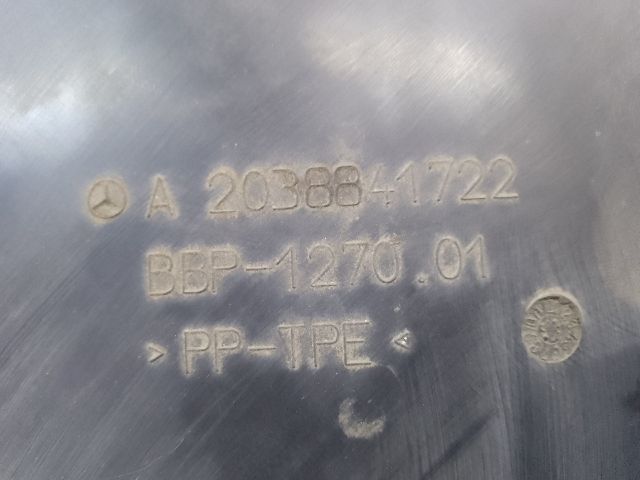 A 2038841722
BBP-1270.01
> PP-TPE <